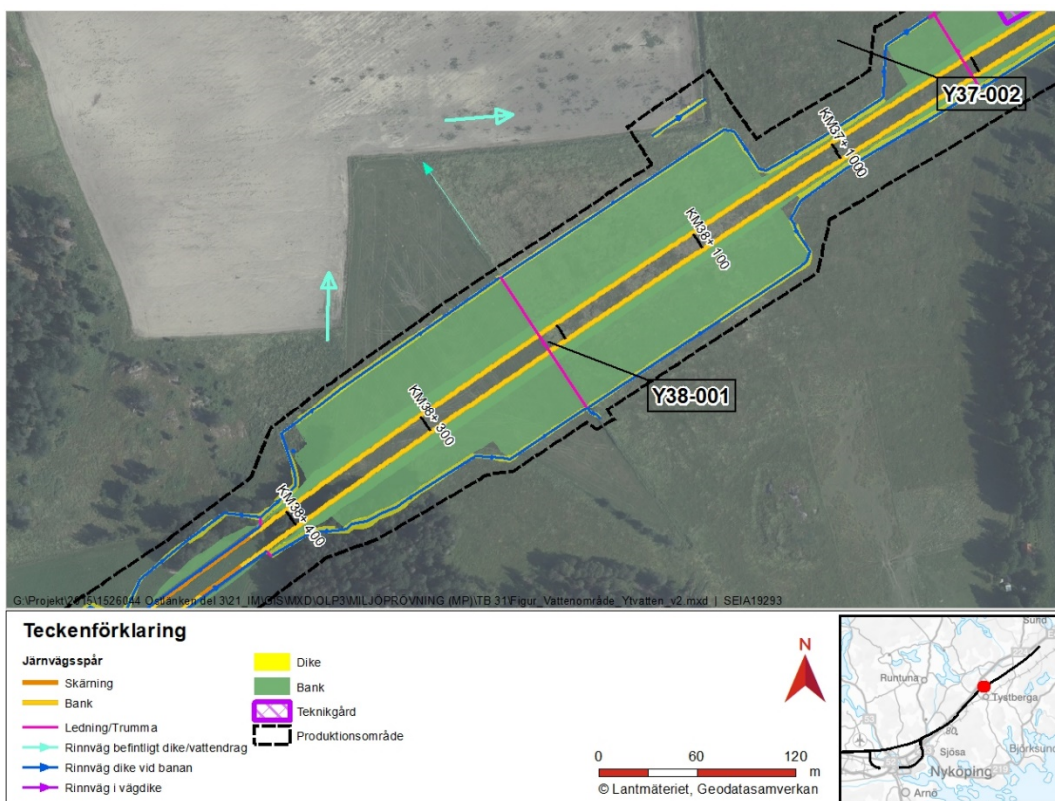 Y37-002
KM37+1000
KM38+ 100
Y38-001
KM38+ 300
KM38+ 400
G:\Projekt\2015\1526044 Ostlänken del 3\21_IM\GIS\MXD\OLP3\MILJÖPRÖVNING (MP)\TB 31\Figur_Vattenområde_Ytvatten_v2.mxd | SEIA19293
Teckenförklaring
Järnvägsspår
Skärning
Bank
Ledning/Trumma
Rinnväg befintligt dike/vattendrag
Rinnväg dike vid banan
Rinnväg i vägdike
Dike
Bank
Teknikgård
Produktionsområde
N
0 60 120
m
© Lantmäteriet, Geodatasamverkan
Sund
Runtuna
Tystberga
Sjösa
Björksund
Nyköping
Arnö